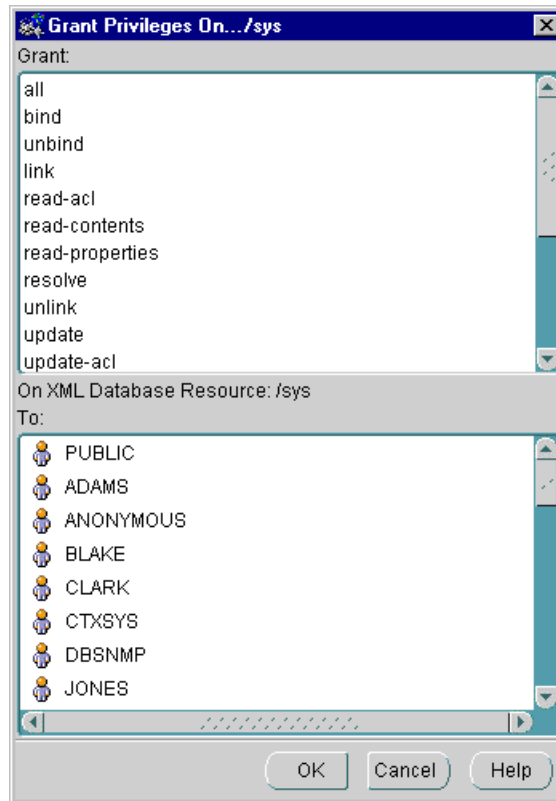 Grant Privileges On.../sys
Grant:
all
bind
unbind
link
read-acl
read-contents
read-properties
resolve
unlink
update
update-acl
On XML Database Resource: /sys
To:
PUBLIC
ADAMS
ANONYMOUS
BLAKE
CLARK
CTXSYS
DBSNMP
JONES
OK Cancel Help